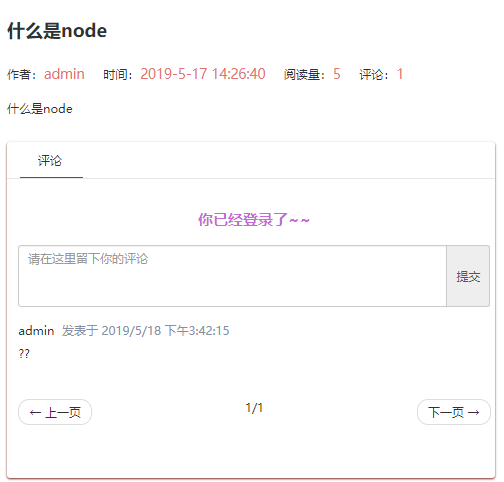 什么是node
作者：admin 时间：2019-5-17 14:26:40 阅读量：5 评论：1
什么是node
评论
你已经登录了~~
请在这里留下你的评论
提交
admin 发表于 2019/5/18 下午3:42:15
??
← 上一页 1/1 下一页 →